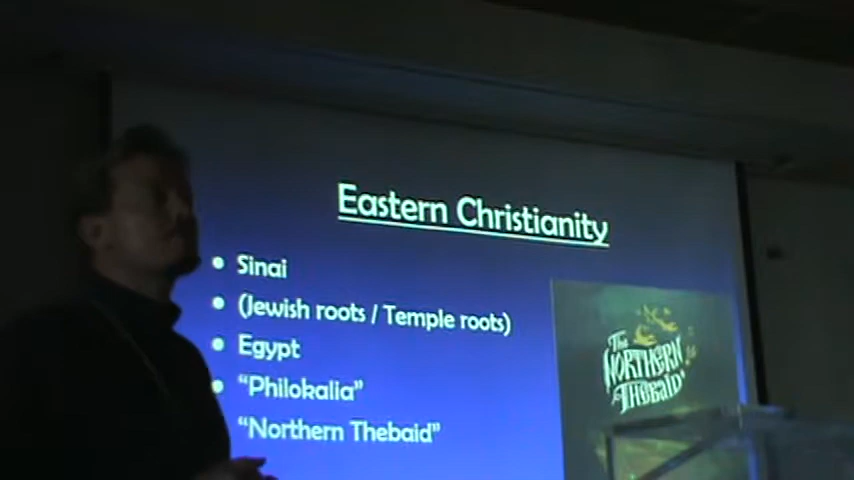 Eastern Christianity
• Sinai
• (Jewish roots / Temple roots)
• Egypt
• “Philokalia”
“Northern Thebaid”
The
NORTHERN
THEBAID